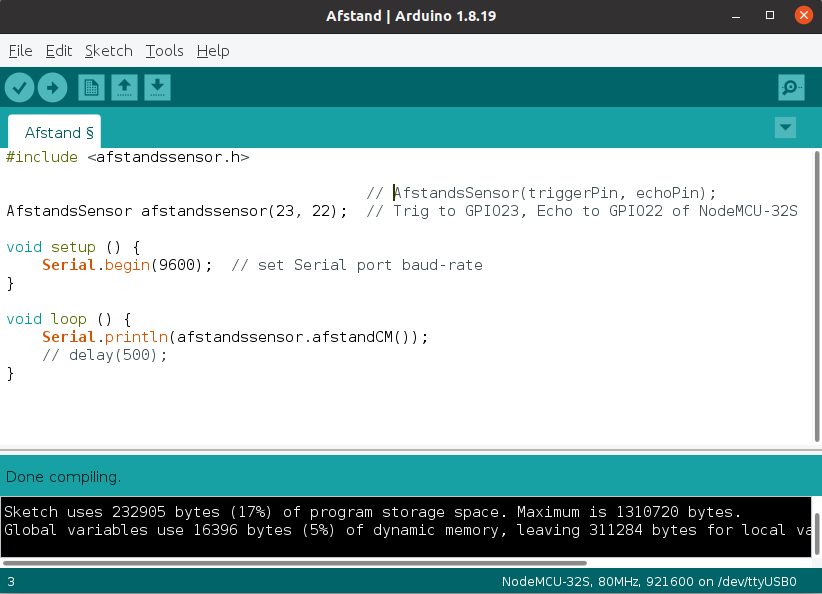 Afstand | Arduino 1.8.19
File Edit Sketch Tools Help
Afstand §
#include <afstandssensor.h>
// AfstandsSensor(triggerPin, echoPin);
AfstandsSensor afstandssensor(23, 22);  // Trig to GPIO23, Echo to GPIO22 of NodeMCU-32S
void setup () {
    Serial.begin(9600);  // set Serial port baud-rate
}
void loop () {
    Serial.println(afstandssensor.afstandCM());
    // delay(500);
}
Done compiling.
Sketch uses 232905 bytes (17%) of program storage space. Maximum is 1310720 bytes.
Global variables use 16396 bytes (5%) of dynamic memory, leaving 311284 bytes for local va
3
NodeMCU-32S, 80MHz, 921600 on /dev/ttyUSB0